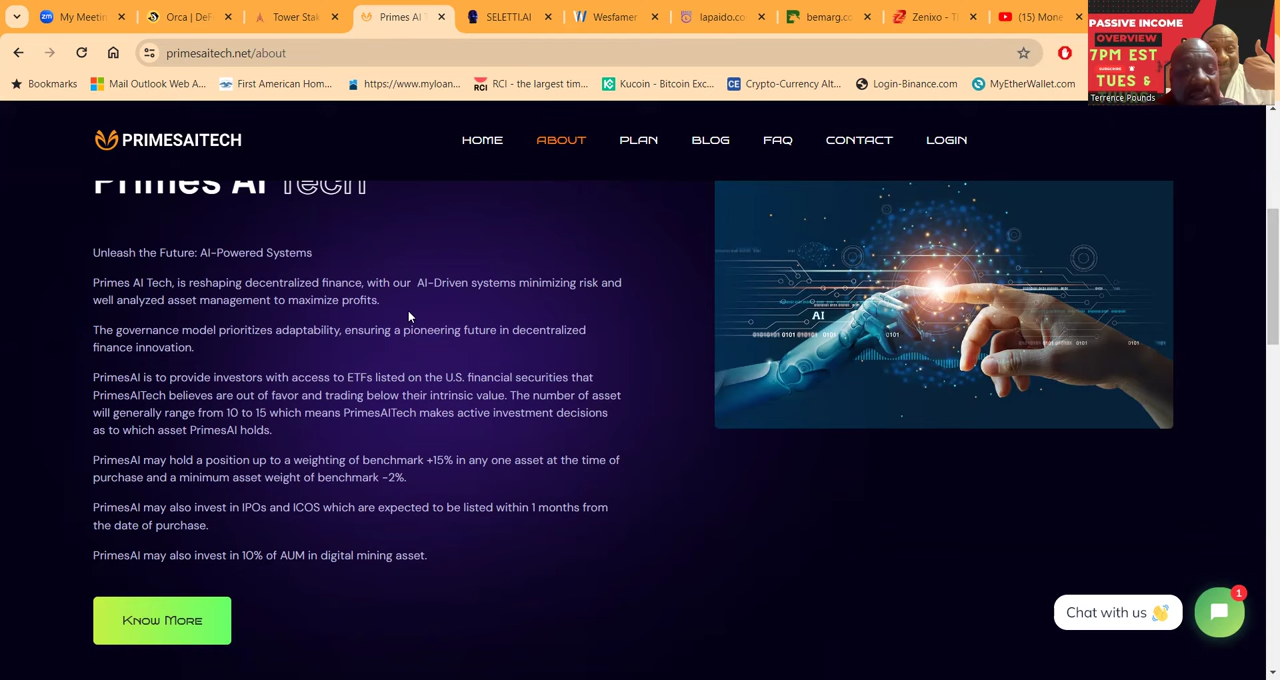 My Meetin
Orca | DeF
Tower Stak
Primes AI T
SELETTI.AI
Wesfamer
lapaido.co
bemarg.co
Zenixo - T
(15) Mone
primesaitech.net/about
Bookmarks
Mail Outlook Web A...
First American Hom...
https://www.myloan...
RCI - the largest tim...
Kucoin - Bitcoin Exc...
Crypto-Currency Alt...
Login-Binance.com
MyEtherWallet.com
PASSIVE INCOME
OVERVIEW
7PM EST
TUES &
Terrence Pounds
PRIMESAITECH
HOME
ABOUT
PLAN
BLOG
FAQ
CONTACT
LOGIN
Primes AI Tech
Unleash the Future: AI-Powered Systems
Primes AI Tech, is reshaping decentralized finance, with our AI-Driven systems minimizing risk and
well analyzed asset management to maximize profits.
The governance model prioritizes adaptability, ensuring a pioneering future in decentralized
finance innovation.
PrimesAI is to provide investors with access to ETFs listed on the U.S. financial securities that
PrimesAITech believes are out of favor and trading below their intrinsic value. The number of asset
will generally range from 10 to 15 which means PrimesAITech makes active investment decisions
as to which asset PrimesAI holds.
PrimesAI may hold a position up to a weighting of benchmark +15% in any one asset at the time of
purchase and a minimum asset weight of benchmark -2%.
PrimesAI may also invest in IPOs and ICOS which are expected to be listed within 1 months from
the date of purchase.
PrimesAI may also invest in 10% of AUM in digital mining asset.
Know More
AI
Chat with us 👋
1